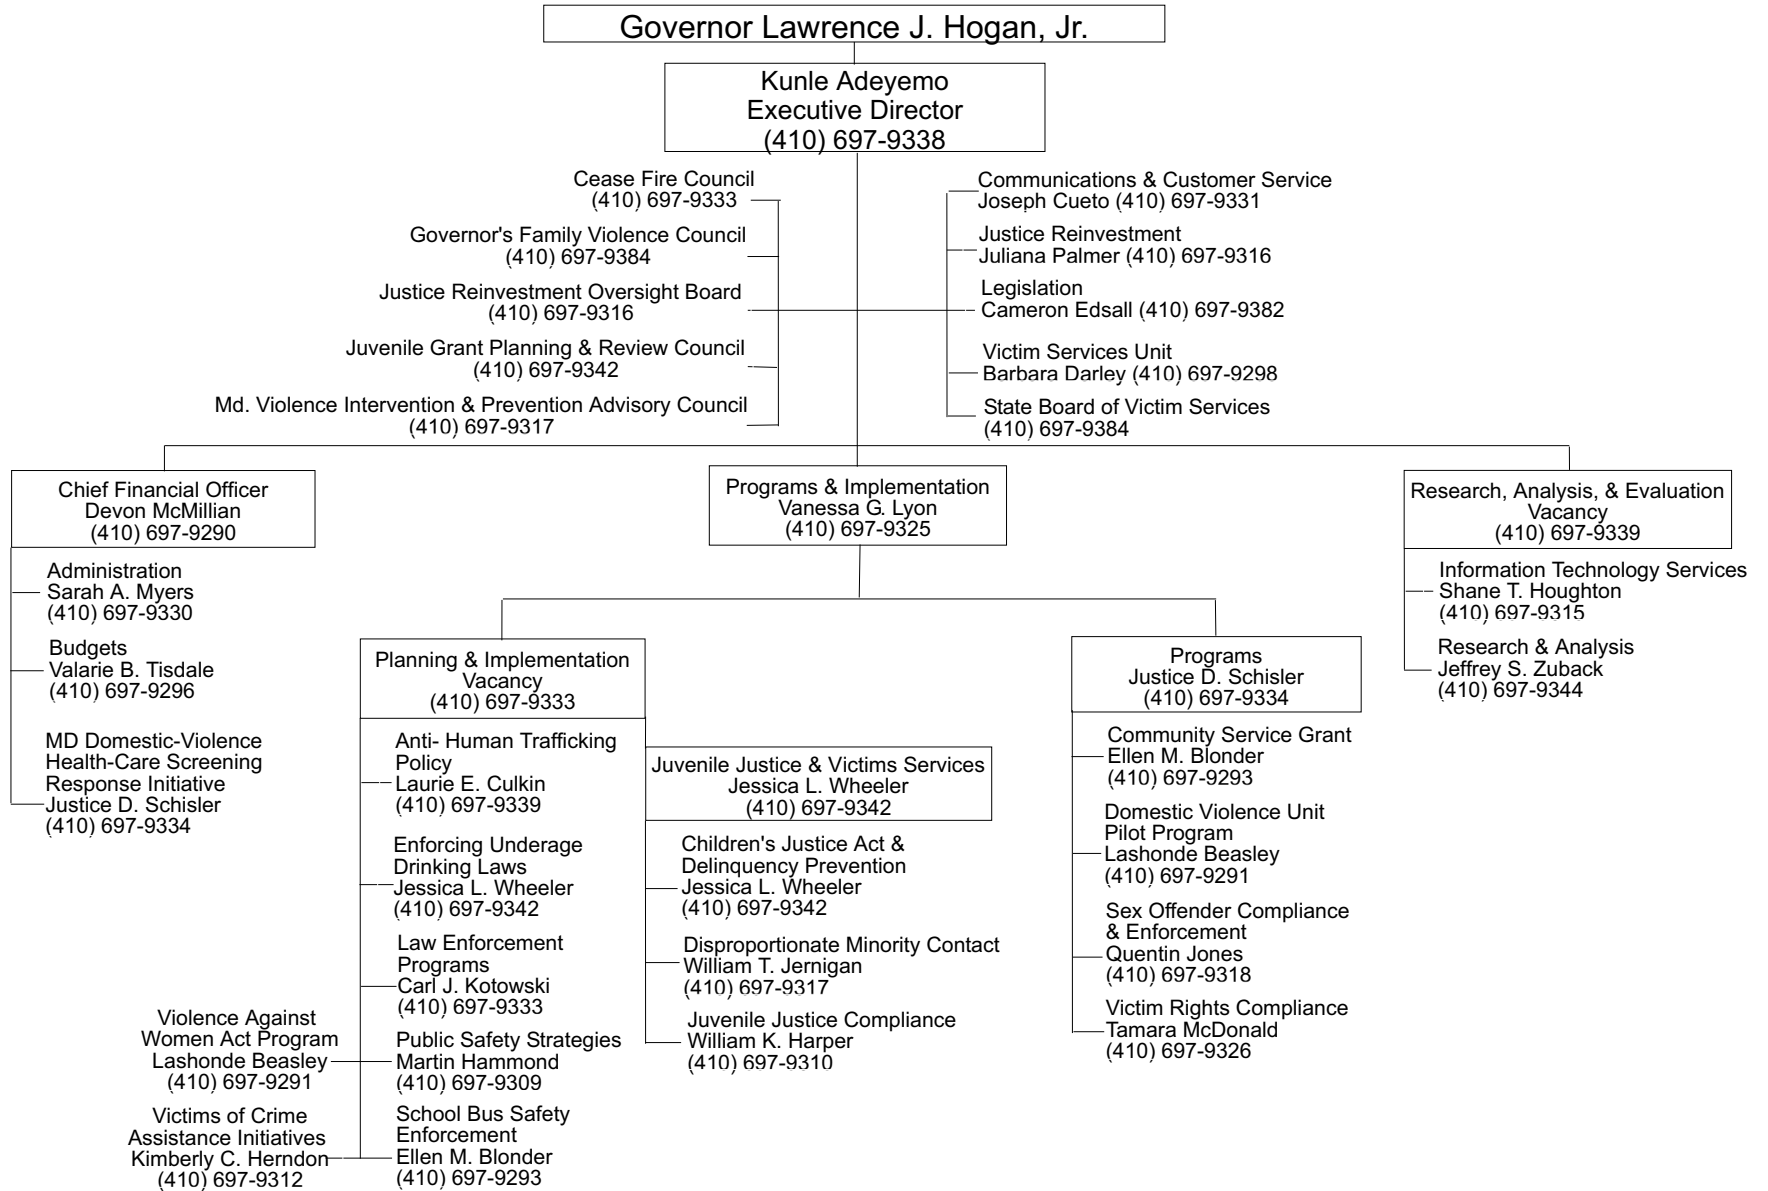 Governor Lawrence J. Hogan, Jr.
Kunle Adeyemo
Executive Director
(410) 697-9338
Cease Fire Council
(410) 697-9333
Governor's Family Violence Council
(410) 697-9384
Justice Reinvestment Oversight Board
(410) 697-9316
Juvenile Grant Planning & Review Council
(410) 697-9342
Md. Violence Intervention & Prevention Advisory Council
(410) 697-9317
Communications & Customer Service
Joseph Cueto (410) 697-9331
Justice Reinvestment
Juliana Palmer (410) 697-9316
Legislation
Cameron Edsall (410) 697-9382
Victim Services Unit
Barbara Darley (410) 697-9298
State Board of Victim Services
(410) 697-9384
Chief Financial Officer
Devon McMillian
(410) 697-9290
Administration
Sarah A. Myers
(410) 697-9330
Budgets
Valarie B. Tisdale
(410) 697-9296
MD Domestic-Violence
Health-Care Screening
Response Initiative
Justice D. Schisler
(410) 697-9334
Programs & Implementation
Vanessa G. Lyon
(410) 697-9325
Planning & Implementation
Vacancy
(410) 697-9333
Anti- Human Trafficking
Policy
Laurie E. Culkin
(410) 697-9339
Enforcing Underage
Drinking Laws
Jessica L. Wheeler
(410) 697-9342
Law Enforcement
Programs
Carl J. Kotowski
(410) 697-9333
Violence Against
Women Act Program
Lashonde Beasley
(410) 697-9291
Public Safety Strategies
Martin Hammond
(410) 697-9309
Victims of Crime
Assistance Initiatives
Kimberly C. Herndon
(410) 697-9312
School Bus Safety
Enforcement
Ellen M. Blonder
(410) 697-9293
Juvenile Justice & Victims Services
Jessica L. Wheeler
(410) 697-9342
Children's Justice Act &
Delinquency Prevention
Jessica L. Wheeler
(410) 697-9342
Disproportionate Minority Contact
William T. Jernigan
(410) 697-9317
Juvenile Justice Compliance
William K. Harper
(410) 697-9310
Programs
Justice D. Schisler
(410) 697-9334
Community Service Grant
Ellen M. Blonder
(410) 697-9293
Domestic Violence Unit
Pilot Program
Lashonde Beasley
(410) 697-9291
Sex Offender Compliance
& Enforcement
Quentin Jones
(410) 697-9318
Victim Rights Compliance
Tamara McDonald
(410) 697-9326
Research, Analysis, & Evaluation
Vacancy
(410) 697-9339
Information Technology Services
Shane T. Houghton
(410) 697-9315
Research & Analysis
Jeffrey S. Zuback
(410) 697-9344